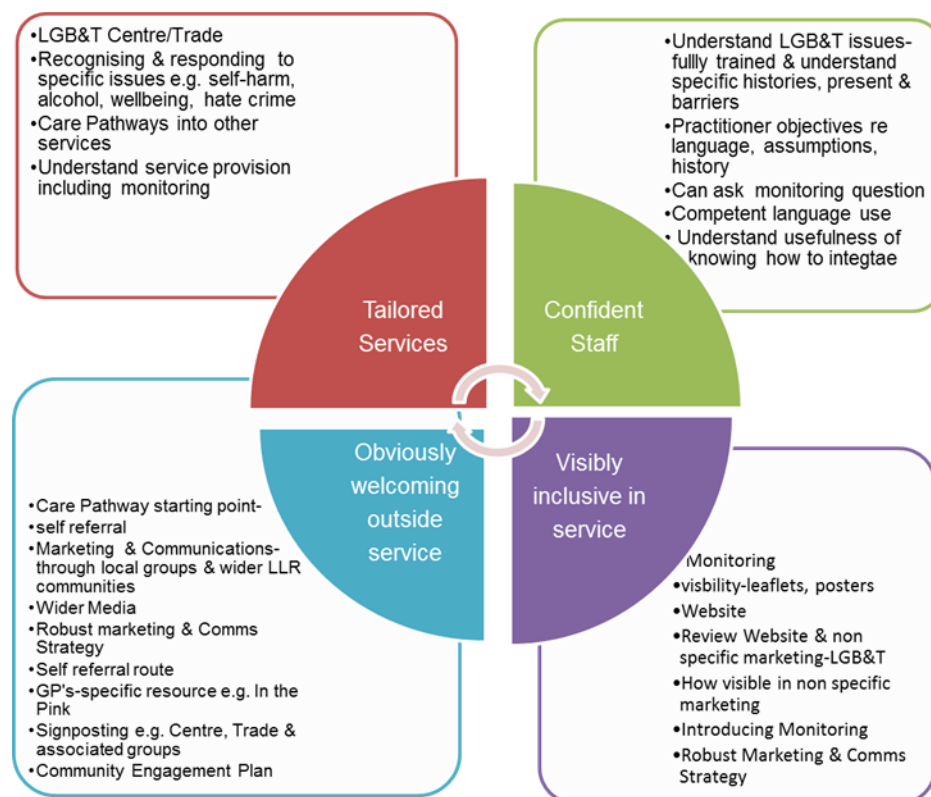 •LGB&T Centre/Trade
•Recognising & responding to
specific issues e.g. self-harm,
alcohol, wellbeing, hate crime
•Care Pathways into other
services
•Understand service provision
including monitoring
•Understand LGB&T issues-
fullly trained & understand
specific histories, present &
barriers
•Practitioner objectives re
language, assumptions,
history
•Can ask monitoring question
•Competent language use
• Understand usefulness of
knowing how to integtae
Tailored
Services
Confident
Staff
Obviously
welcoming
outside
service
Visibly
inclusive in
service
•Care Pathway starting point-
•self referral
•Marketing & Communications-
through local groups & wider LLR
communities
•Wider Media
•Robust marketing & Comms
Strategy
•Self referral route
•GP's-specific resource e.g. In the
Pink
•Signposting e.g. Centre, Trade &
associated groups
•Community Engagement Plan
•Monitoring
•visbility-leaflets, posters
•Website
•Review Website & non
specific marketing-LGB&T
•How visible in non specific
marketing
•Introducing Monitoring
•Robust Marketing & Comms
Strategy